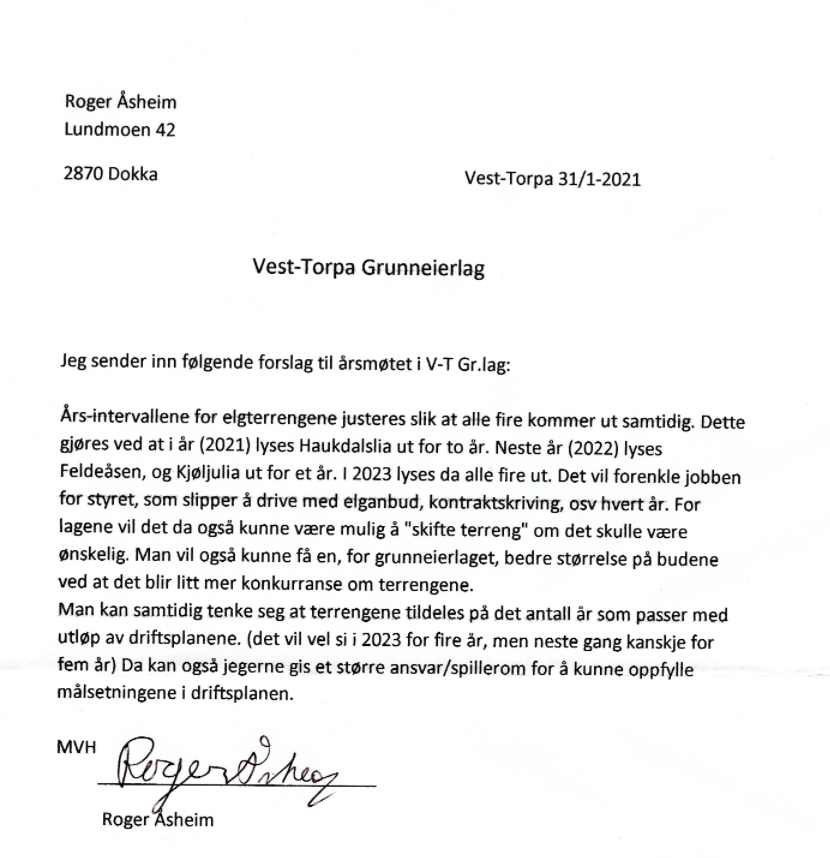 Roger Åsheim
Lundmoen 42
2870 Dokka
Vest-Torpa 31/1-2021
Vest-Torpa Grunneierlag
Jeg sender inn følgende forslag til årsmøtet i V-T Gr.lag:
Års-intervallene for elgterrengene justeres slik at alle fire kommer ut samtidig. Dette
gjøres ved at i år (2021) lyses Haukdalslia ut for to år. Neste år (2022) lyses
Feldeåsen, og Kjøljulia ut for et år. I 2023 lyses da alle fire ut. Det vil forenkle jobben
for styret, som slipper å drive med elganbud, kontraktskriving, osv hvert år. For
lagene vil det da også kunne være mulig å "skifte terreng" om det skulle være
ønskelig. Man vil også kunne få en, for grunneierlaget, bedre størrelse på budene
ved at det blir litt mer konkurranse om terrengene.
Man kan samtidig tenke seg at terrengene tildeles på det antall år som passer med
utløp av driftsplanene. (det vil vel si i 2023 for fire år, men neste gang kanskje for
fem år) Da kan også jegerne gis et større ansvar/spillerom for å kunne oppfylle
målsetningene i driftsplanen.
MVH Roger Åsheim
Roger Åsheim